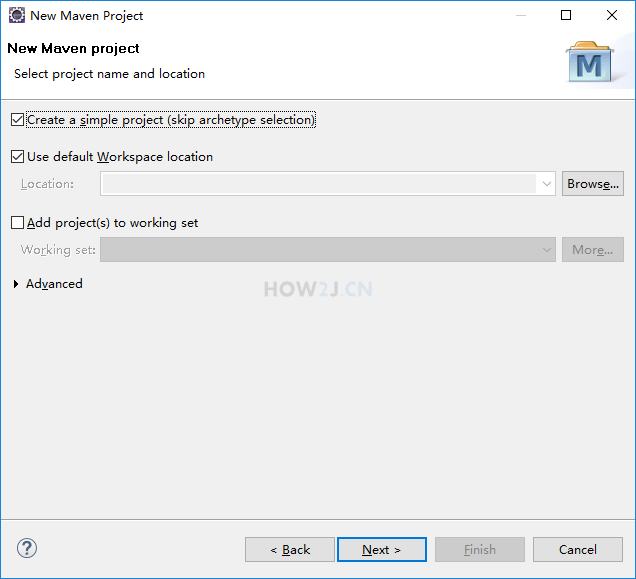 New Maven Project
New Maven project
Select project name and location
M
Create a simple project (skip archetype selection)
Use default Workspace location
Location:
Browse...
Add project(s) to working set
Working set:
More...
Advanced
HOW2J.CN
?
< Back
Next >
Finish
Cancel